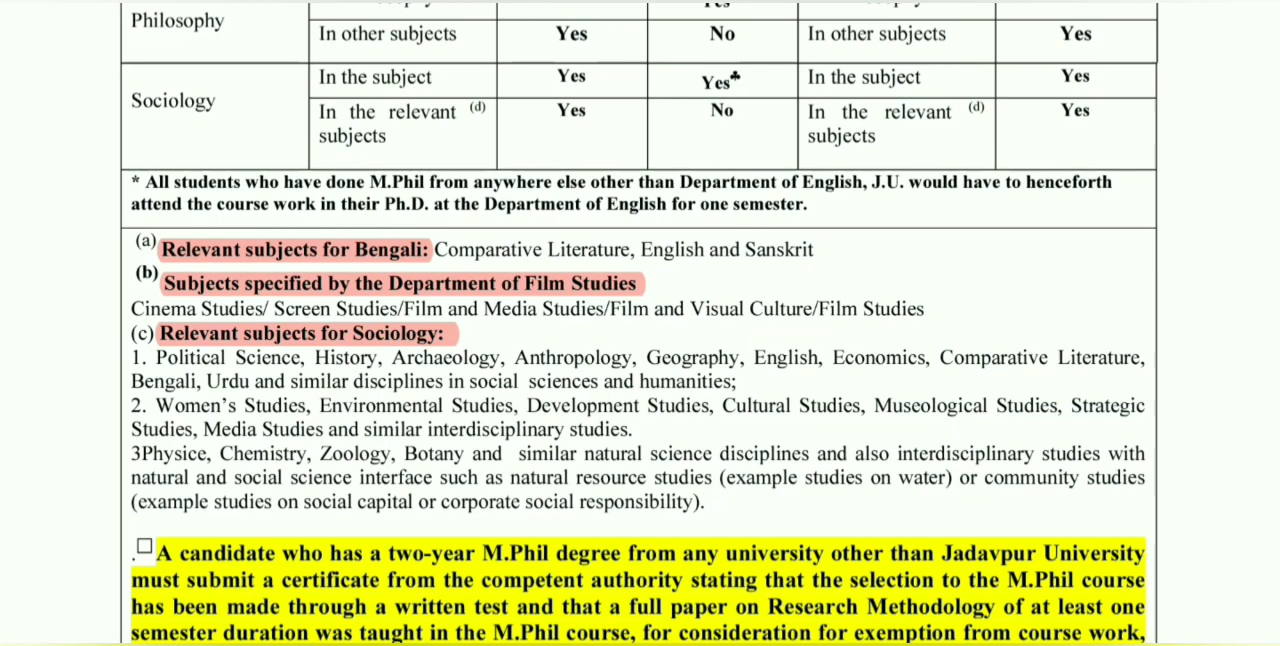 Philosophy
In other subjects Yes No In other subjects Yes
Sociology
In the subject Yes Yes♣ In the subject Yes
In the relevant (d) Yes No In the relevant (d) Yes
subjects subjects
* All students who have done M.Phil from anywhere else other than Department of English, J.U. would have to henceforth
attend the course work in their Ph.D. at the Department of English for one semester.
(a) Relevant subjects for Bengali: Comparative Literature, English and Sanskrit
(b) Subjects specified by the Department of Film Studies
Cinema Studies/ Screen Studies/Film and Media Studies/Film and Visual Culture/Film Studies
(c) Relevant subjects for Sociology:
1. Political Science, History, Archaeology, Anthropology, Geography, English, Economics, Comparative Literature,
Bengali, Urdu and similar disciplines in social sciences and humanities;
2. Women's Studies, Environmental Studies, Development Studies, Cultural Studies, Museological Studies, Strategic
Studies, Media Studies and similar interdisciplinary studies.
3Physice, Chemistry, Zoology, Botany and similar natural science disciplines and also interdisciplinary studies with
natural and social science interface such as natural resource studies (example studies on water) or community studies
(example studies on social capital or corporate social responsibility).
.☐A candidate who has a two-year M.Phil degree from any university other than Jadavpur University
must submit a certificate from the competent authority stating that the selection to the M.Phil course
has been made through a written test and that a full paper on Research Methodology of at least one
semester duration was taught in the M.Phil course, for consideration for exemption from course work,